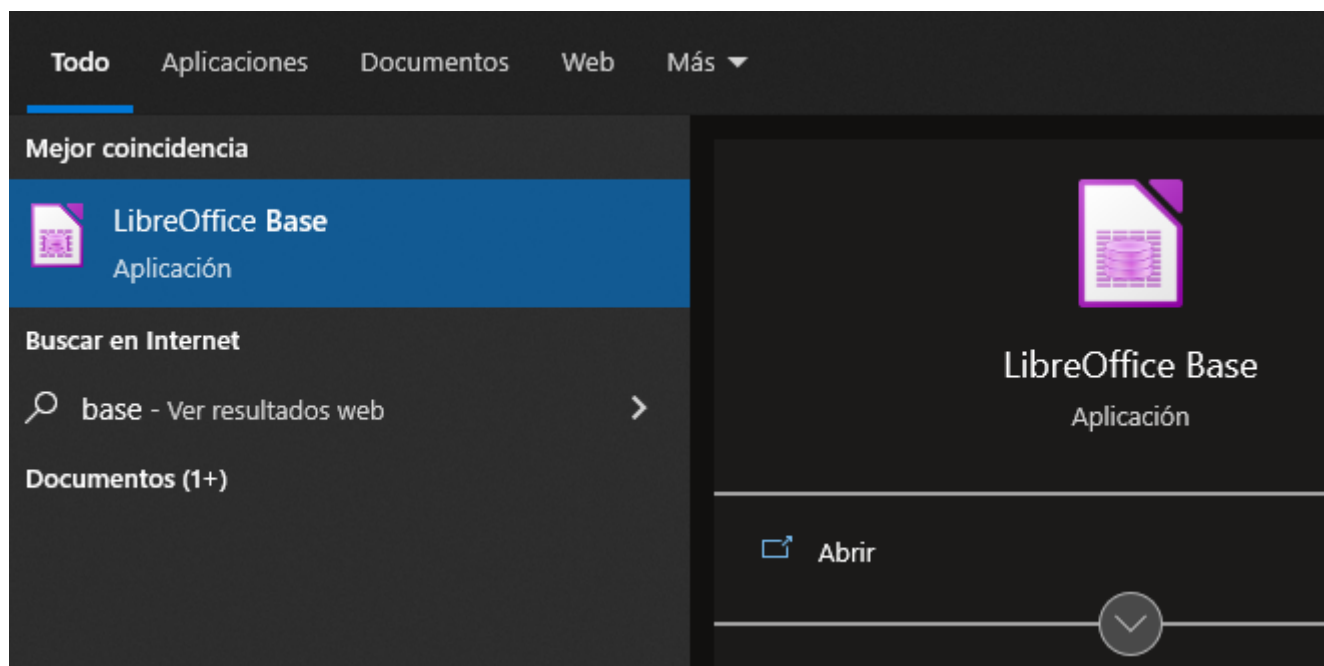 Todo Aplicaciones Documentos Web Más
Mejor coincidencia
LibreOffice Base
Aplicación
Buscar en Internet
base - Ver resultados web
Documentos (1+)
LibreOffice Base
Aplicación
Abrir